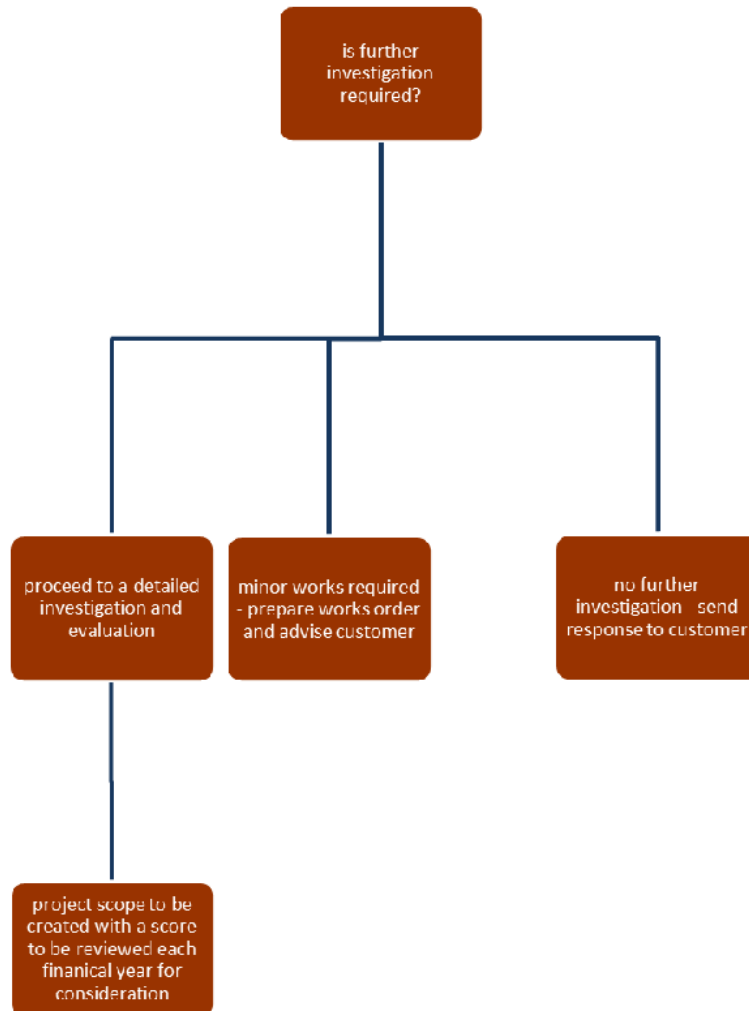 is further
investigation
required?
proceed to a detailed
investigation and
evaluation
minor works required
- prepare works order
and advise customer
no further
investigation - send
response to customer
project scope to be
created with a score
to be reviewed each
finanical year for
consideration